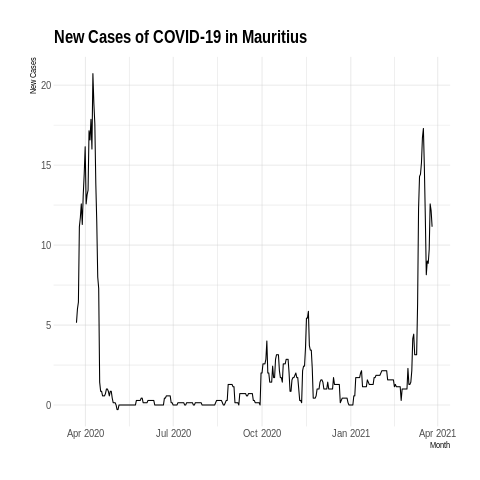 New Cases of COVID-19 in Mauritius
New Cases
20
15
10
5
0
Apr 2020 Jul 2020 Oct 2020 Jan 2021 Apr 2021
Month